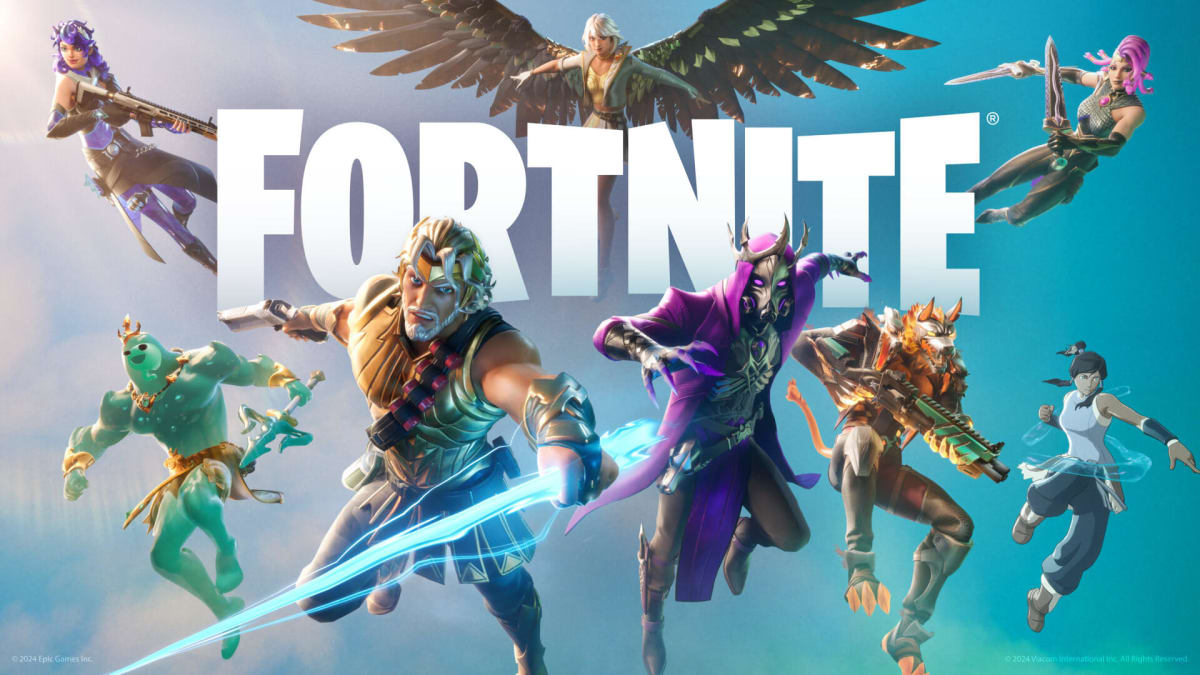 FORTNITE®
© 2024 Epic Games Inc.
© 2024 Viacom International Inc. All Rights Reserved.